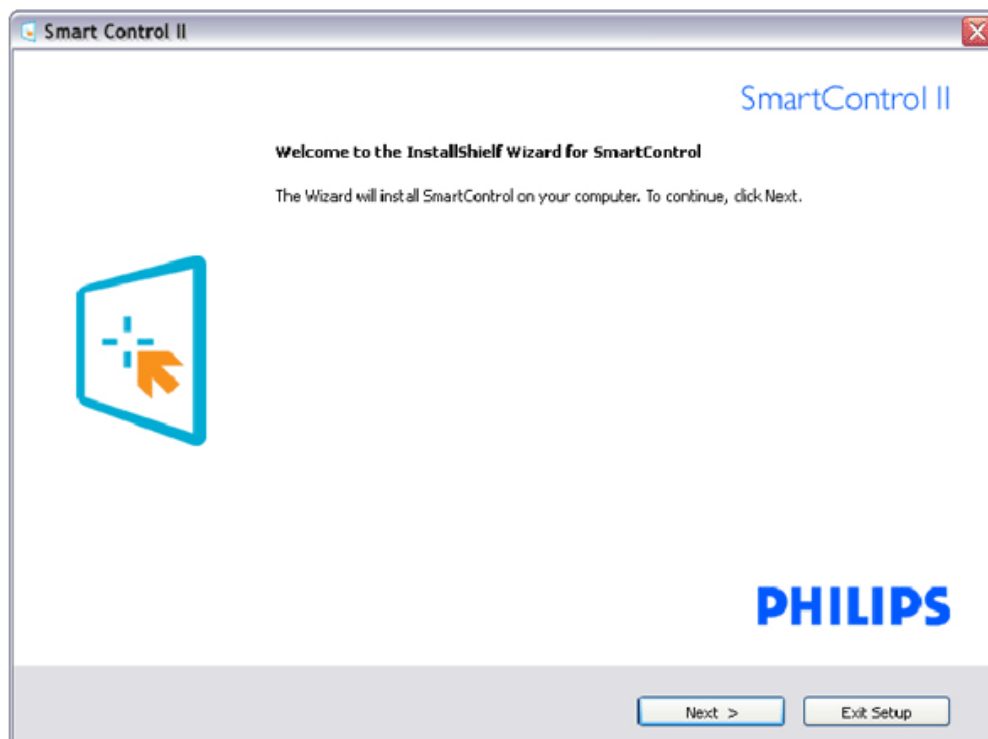 Smart Control II
SmartControl II
Welcome to the InstallShielf Wizard for SmartControl
The Wizard will install SmartControl on your computer. To continue, click Next.
PHILIPS
Next >
Exit Setup